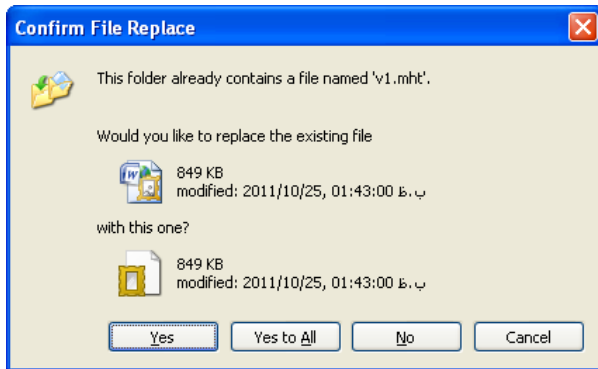 Confirm File Replace
This folder already contains a file named 'v1.mht'.
Would you like to replace the existing file
849 KB
modified: 2011/10/25, 01:43:00 ب.ظ
with this one?
849 KB
modified: 2011/10/25, 01:43:00 ب.ظ
Yes Yes to All No Cancel